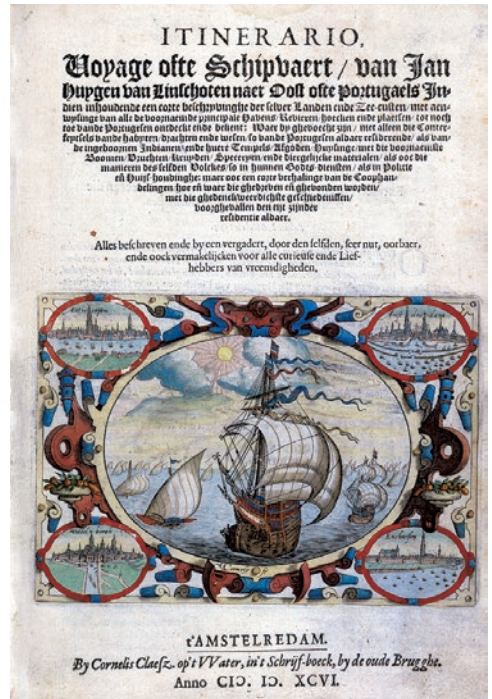 ITINERARIO,
Voyage ofte Schipvaert / van Jan
Huygen van Linschoten naer Oost ofte Portugaels In-
dien inhoudende een corte beschryvinghe der selver Landen ende Zee-custen / met aen-
wysinge van alle de voornaemde principale Havens / Revieren / hoecken ende plaetsen / tot noch
toe vande Portugesen ontdeckt ende bekent: Waer by ghevoecht zijn / niet alleen die Conter-
feytsels vande habyten / drachten ende wesen / so vande Portugesen aldaer residerende / als van-
de ingeboornen Indianen / ende huere Tempels / Afgoden / Huysinge / met die voornaemste
Boomen / Vruchten / Kruyden / Speceryen / ende diergelijcke materialen / als ooc die
manieren des selfden Volckes / so in hunnen Godts-diensten / als in Politie
eñ Huijs-houdinghe: maer ooc een corte verhalinge van de Coophan-
delingen / hoe eñ waer die ghedreven eñ ghevonden worden /
met die ghedenckweerdichste geschiedenissen /
voorghevallen den tijt zijnder
residentie aldaer.
Alles beschreven ende by een vergadert, door den selfden, seer nut, oorbaer,
ende oock vermakelijcken voor alle curieuse ende Lief-
hebbers van vreemdigheden.
t'AMSTELREDAM.
By Cornelis Claesz. op't VVater, in't Schrijf-boeck, by de oude Brugghe.
Anno CIↃ. IↃ. XCVI.